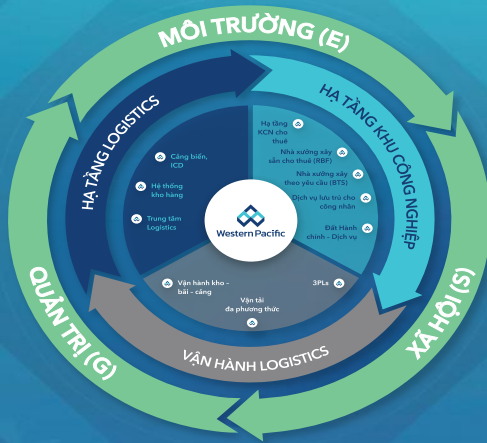 MÔI TRƯỜNG (E)
HẠ TẦNG LOGISTICS
HẠ TẦNG KHU CÔNG NGHIỆP
Cảng biển,
ICD
Hệ thống
kho hàng
Trung tâm
Logistics
Hạ tầng
KCN cho
thuê
Nhà xưởng xây
sẵn cho thuê (RBF)
Nhà xưởng xây
theo yêu cầu (BTS)
Dịch vụ lưu trú cho
công nhân
Đất Hành
chính - Dịch vụ
Western Pacific
Vận hành kho –
bãi - cảng
Vận tải
đa phương thức
3PLs
VẬN HÀNH LOGISTICS
QUẢN TRỊ (G)
XÃ HỘI (S)